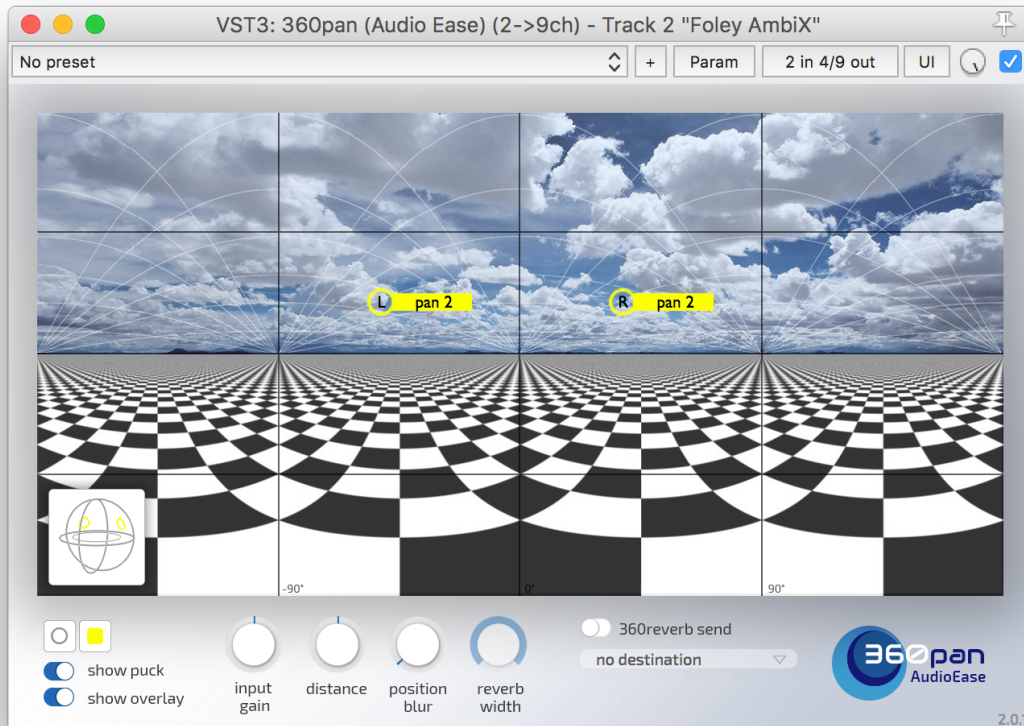 VST3: 360pan (Audio Ease) (2->9ch) - Track 2 "Foley AmbiX"
No preset + Param 2 in 4/9 out UI
L pan 2 R pan 2
-90° 0° 90°
show puck
show overlay
input gain
distance
position blur
reverb width
360reverb send
no destination
360pan
AudioEase